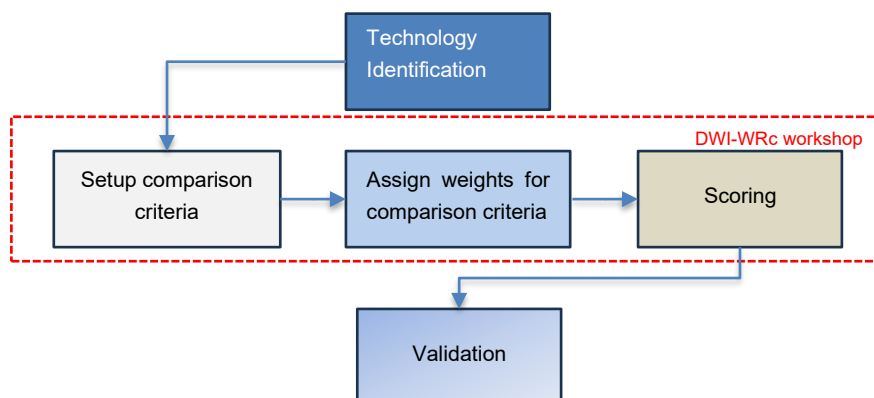 Technology
Identification
DWI-WRc workshop
Setup comparison
criteria
Assign weights for
comparison criteria
Scoring
Validation